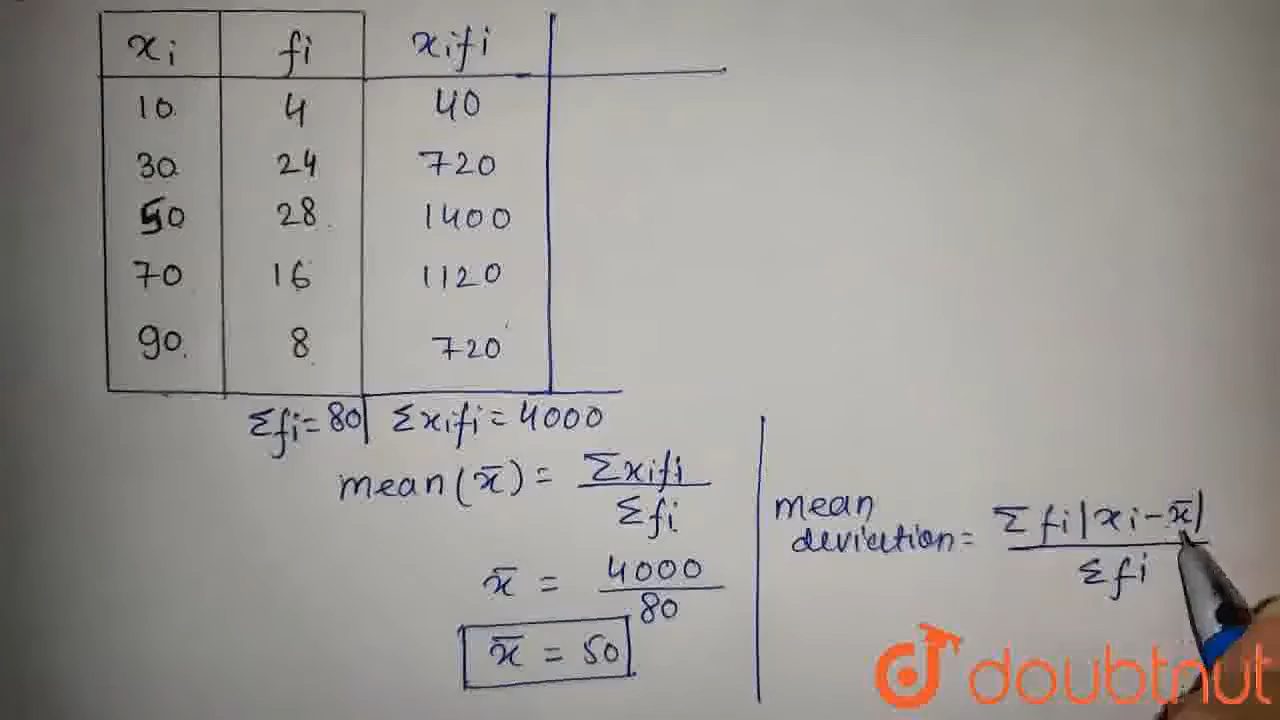 xi fi xifi
10 4 40
30 24 720
50 28 1400
70 16 1120
90 8 720
Σfi = 80 Σxifi = 4000
mean (x̄) = Σxifi / Σfi
x̄ = 4000 / 80
x̄ = 50
mean deviation = Σfi|xi - x̄| / Σfi
doubtnut